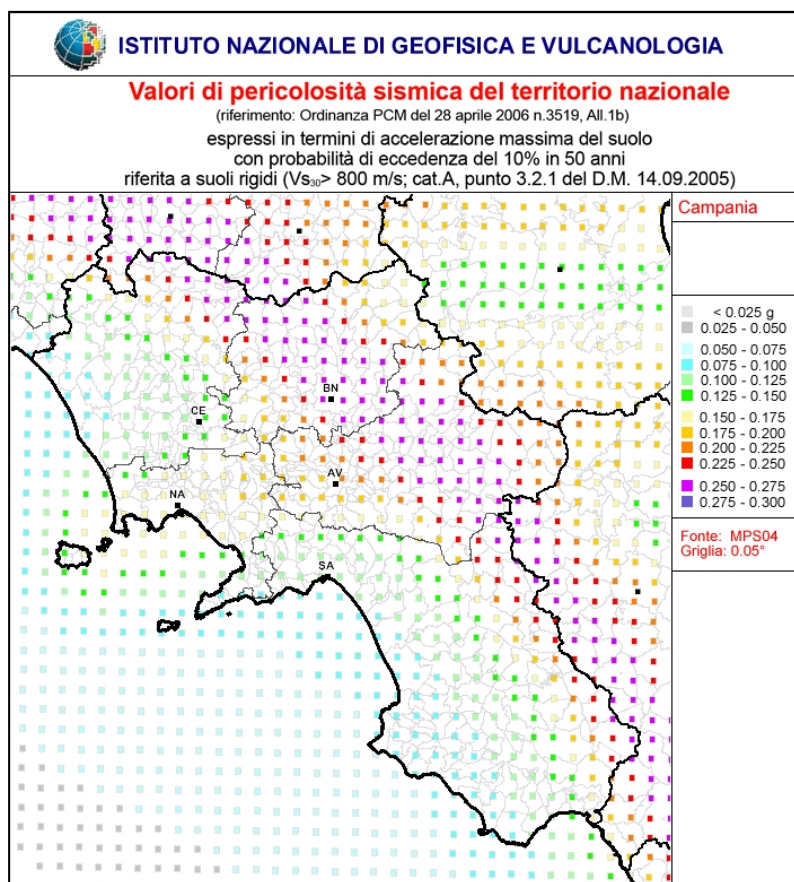 ISTITUTO NAZIONALE DI GEOFISICA E VULCANOLOGIA
Valori di pericolosità sismica del territorio nazionale
(riferimento: Ordinanza PCM del 28 aprile 2006 n.3519, All.1b)
espressi in termini di accelerazione massima del suolo
con probabilità di eccedenza del 10% in 50 anni
riferita a suoli rigidi (Vs30> 800 m/s; cat.A, punto 3.2.1 del D.M. 14.09.2005)
Campania
< 0.025 g
0.025 - 0.050
0.050 - 0.075
0.075 - 0.100
0.100 - 0.125
0.125 - 0.150
0.150 - 0.175
0.175 - 0.200
0.200 - 0.225
0.225 - 0.250
0.250 - 0.275
0.275 - 0.300
Fonte: MPS04
Griglia: 0.05°
BN
CE
AV
NA
SA